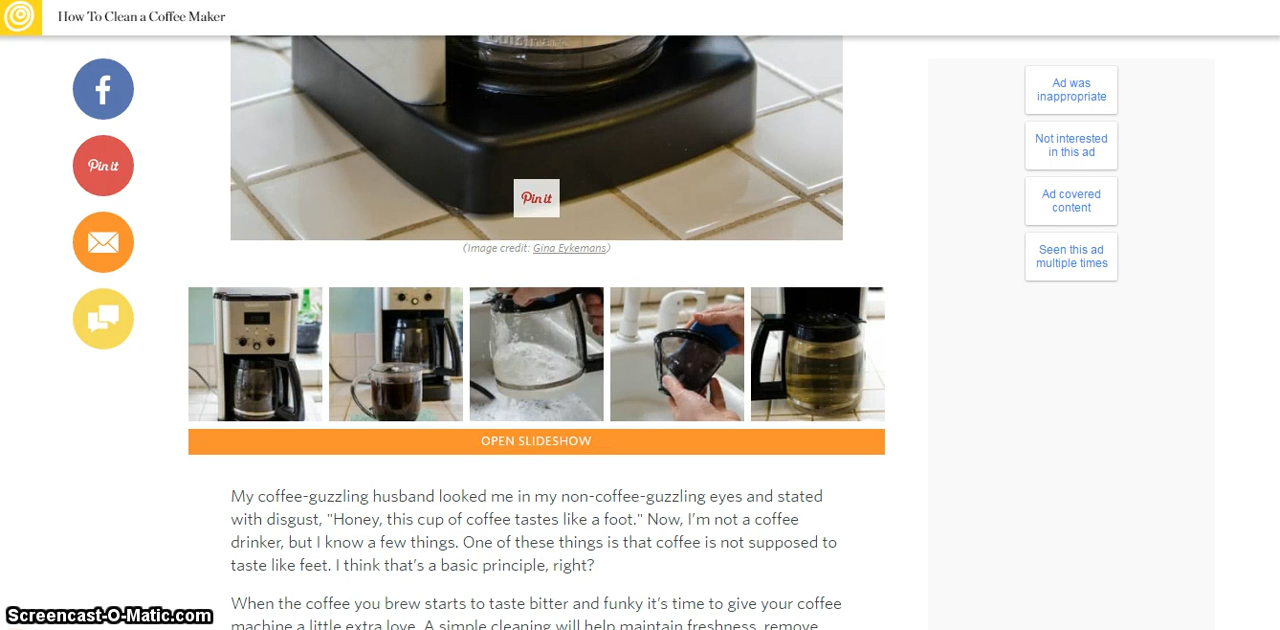 How To Clean a Coffee Maker
Pin it
Pin it
(Image credit: Gina Eykemans)
OPEN SLIDESHOW
My coffee-guzzling husband looked me in my non-coffee-guzzling eyes and stated
with disgust, "Honey, this cup of coffee tastes like a foot." Now, I'm not a coffee
drinker, but I know a few things. One of these things is that coffee is not supposed to
taste like feet. I think that's a basic principle, right?
When the coffee you brew starts to taste bitter and funky it's time to give your coffee
machine a little extra love. A simple cleaning will help maintain freshness, remove
Ad was
inappropriate
Not interested
in this ad
Ad covered
content
Seen this ad
multiple times
Screencast-O-Matic.com